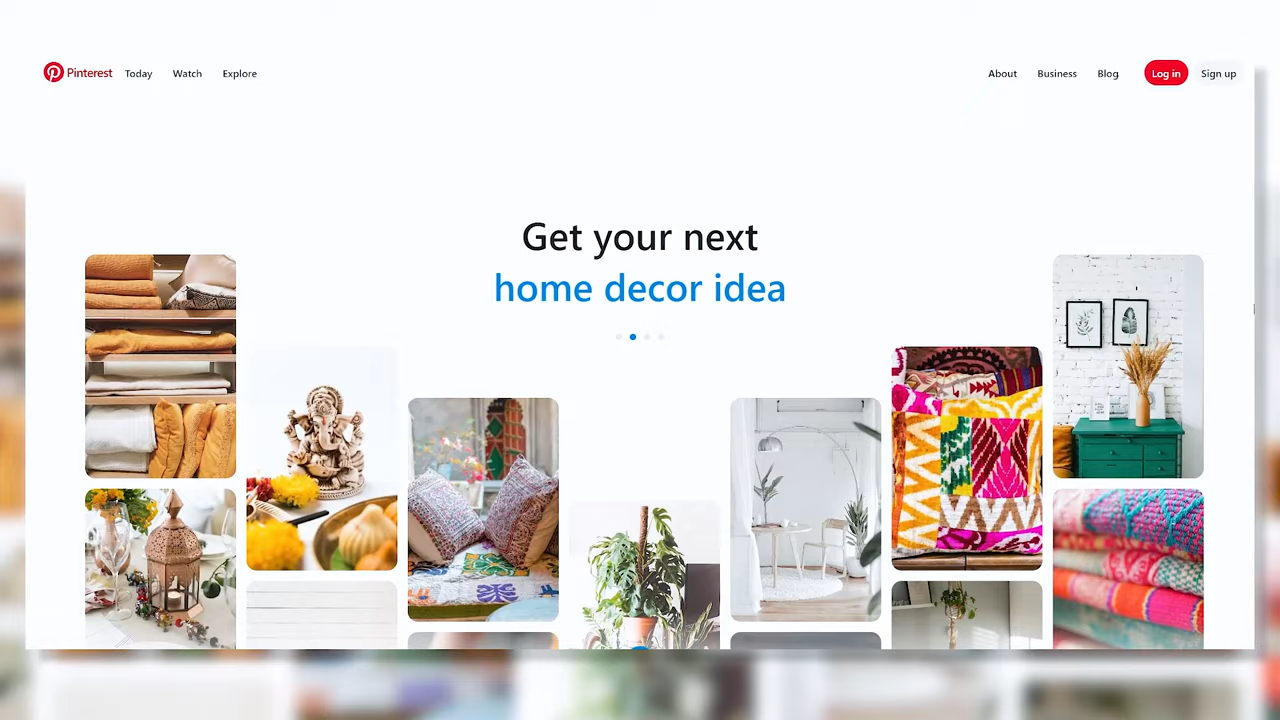 Pinterest Today Watch Explore About Business Blog Log in Sign up
Get your next
home decor idea